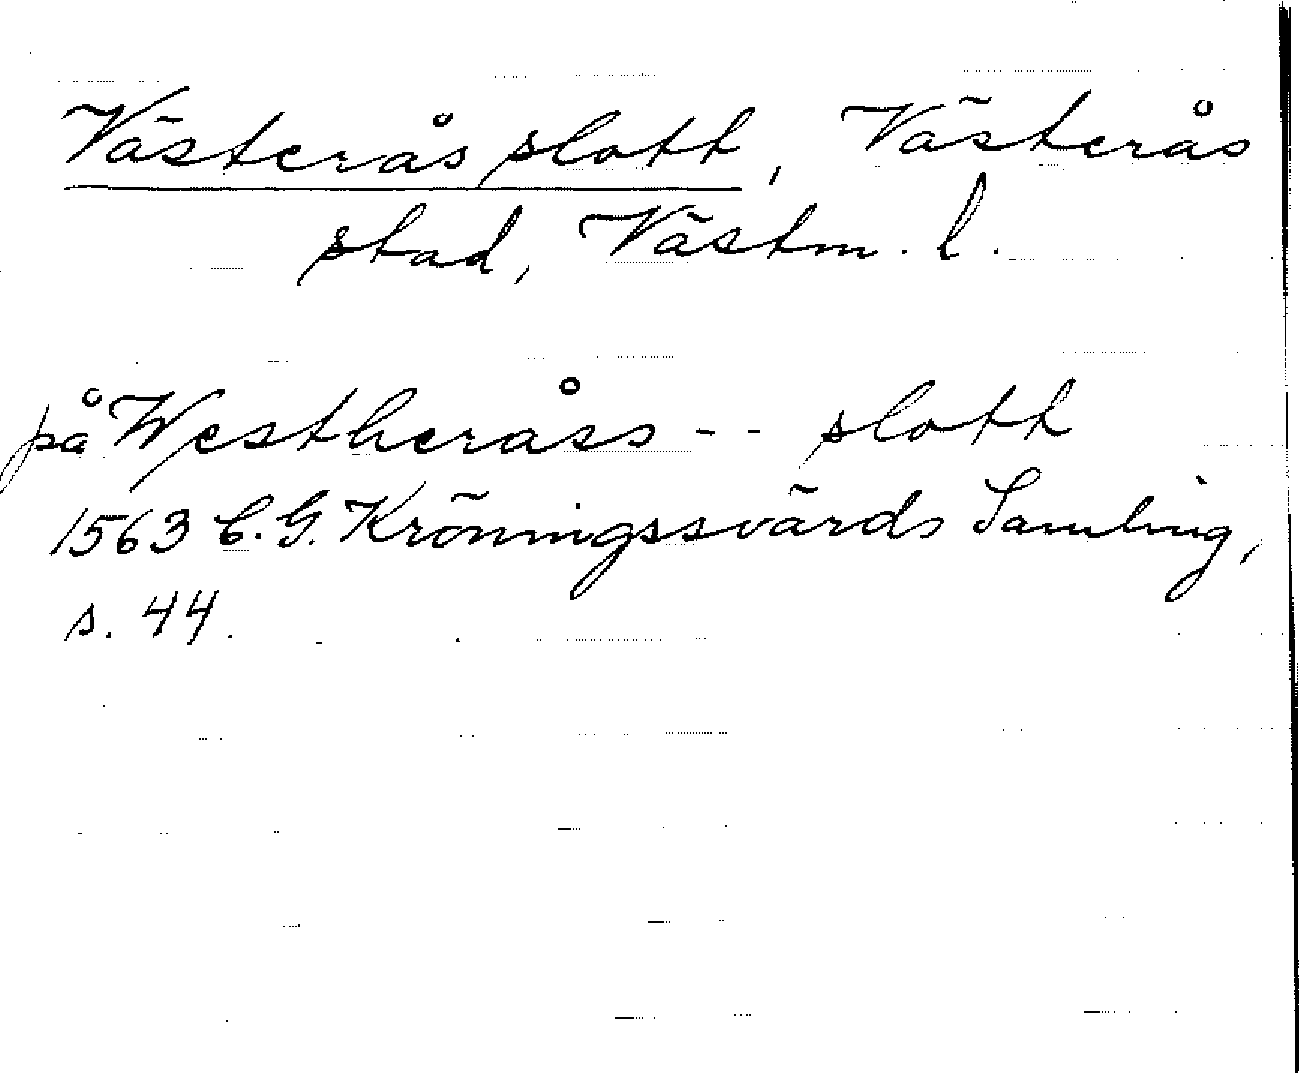 Västerås slott, Västerås
stad, Västm. l.
på Westheråss -- slott
1563 C. G. Kröningssvärds Samling,
s. 44.